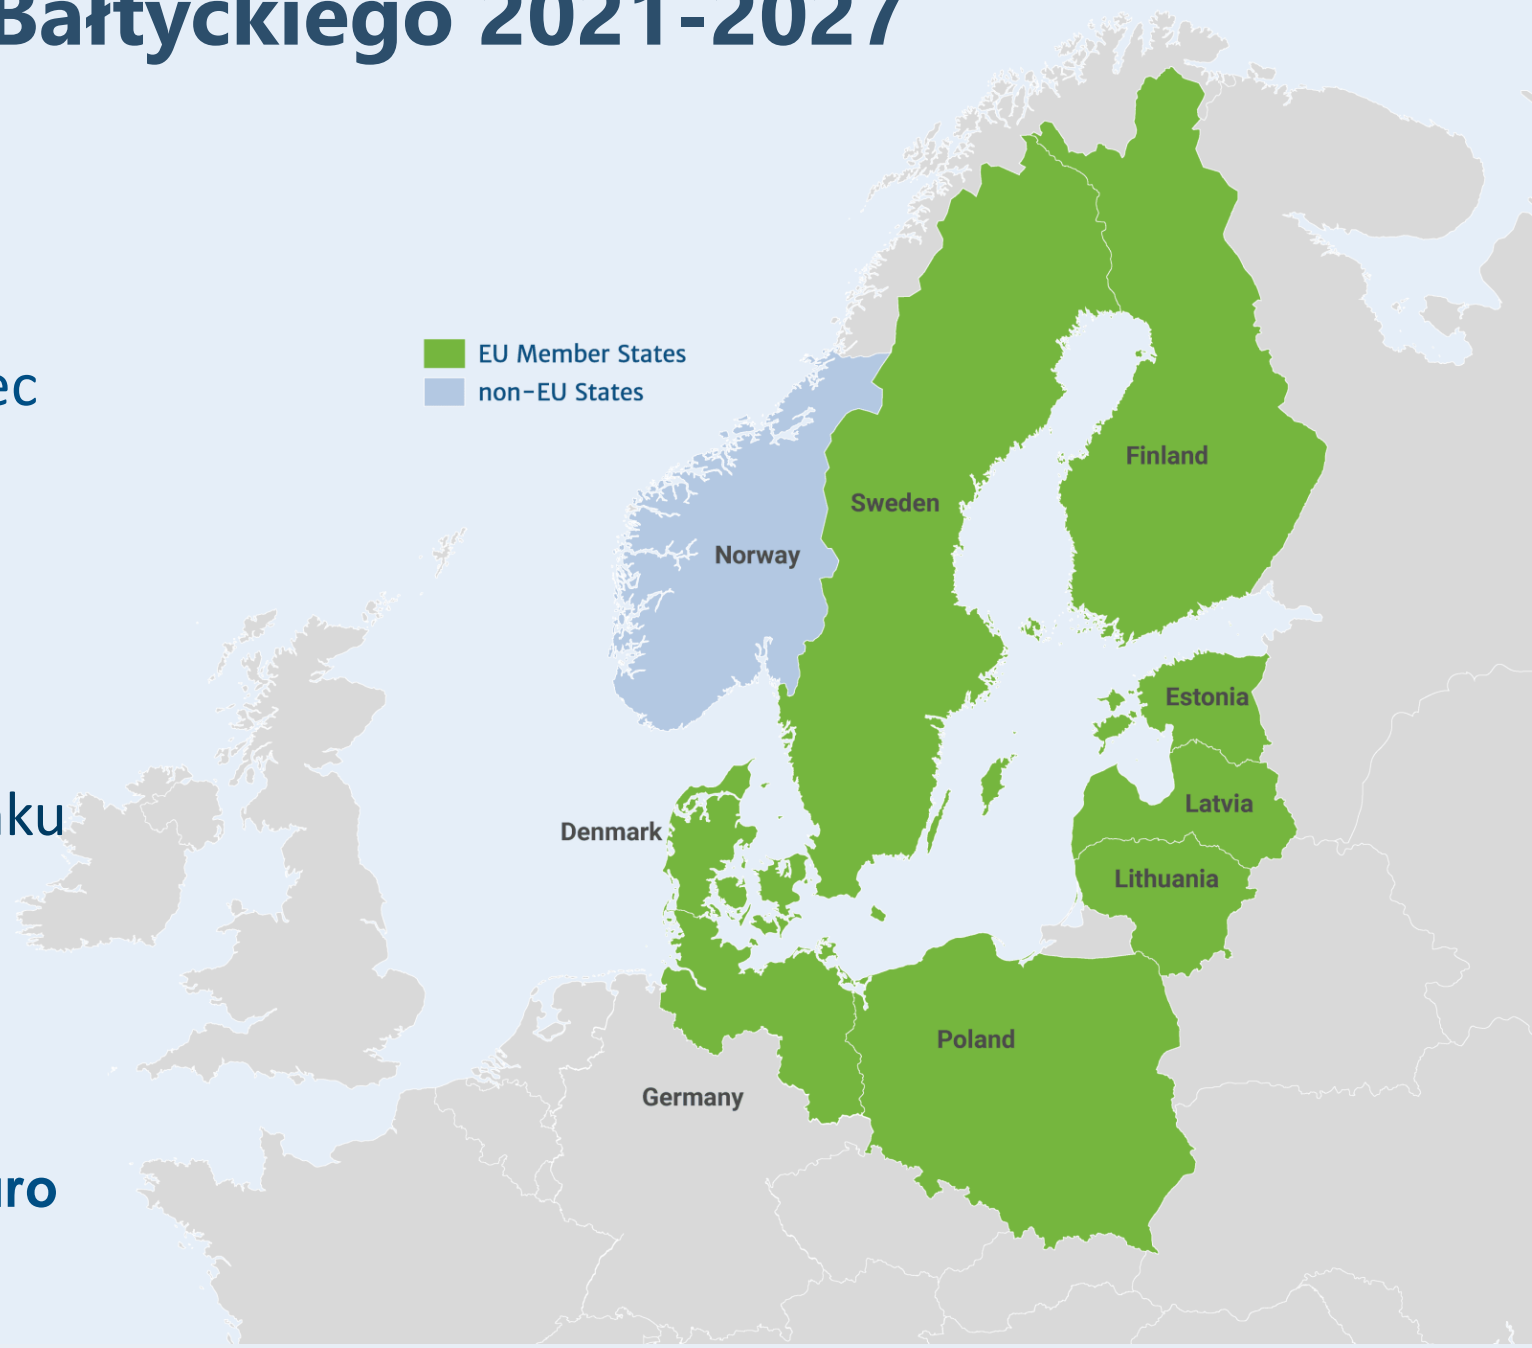 Bałtyckiego 2021-2027
EU Member States
ec
non-EU States
Finland
Sweden
Norway
Estonia
Latvia
ku
Denmark
Lithuania
Poland
Germany
uro